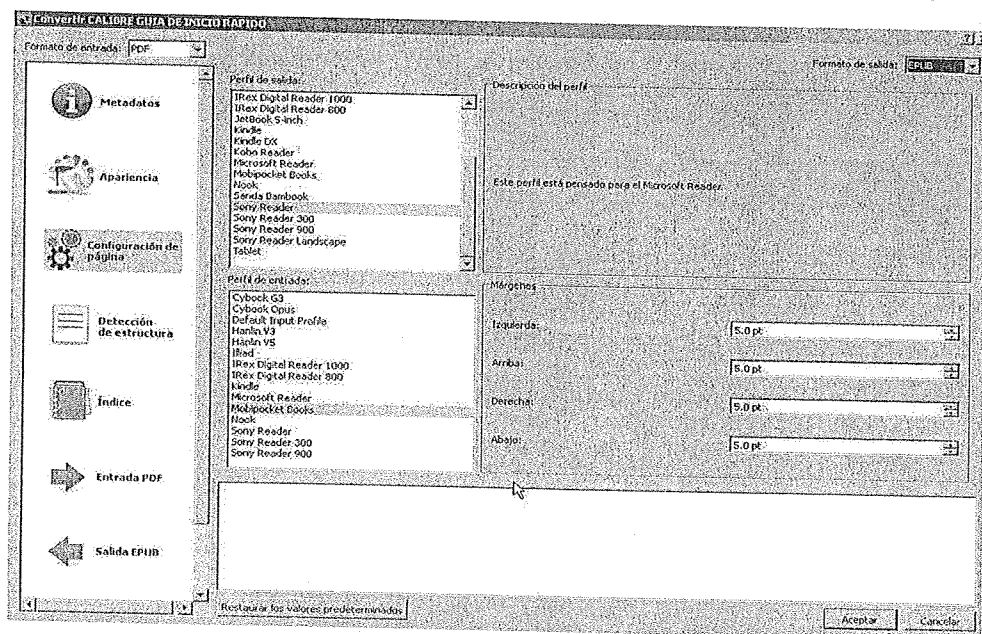 Convertir CALIBRE GUIA DE INICIO RAPIDO
Formato de entrada: PDF
Formato de salida: EPUB
Metadatos
Apariencia
Configuración de página
Detección de estructura
Índice
Entrada PDF
Salida EPUB
Perfil de salida:
IRex Digital Reader 1000
IRex Digital Reader 800
JetBook 5-inch
Kindle
Kindle DX
Kobo Reader
Microsoft Reader
Mobipocket Books
Nook
Sanda Bambook
Sony Reader
Sony Reader 300
Sony Reader 900
Sony Reader Landscape
Tablet
Descripción del perfil
Este perfil está pensado para el Microsoft Reader.
Perfil de entrada:
Cybook G3
Cybook Opus
Default Input Profile
Hanlin V3
Hanlin V5
Illiad
IRex Digital Reader 1000
IRex Digital Reader 800
Kindle
Microsoft Reader
Mobipocket Books
Nook
Sony Reader
Sony Reader 300
Sony Reader 900
Márgenes
Izquierda: 5.0 pt
Arriba: 5.0 pt
Derecha: 5.0 pt
Abajo: 5.0 pt
Restaurar los valores predeterminados
Aceptar
Cancelar